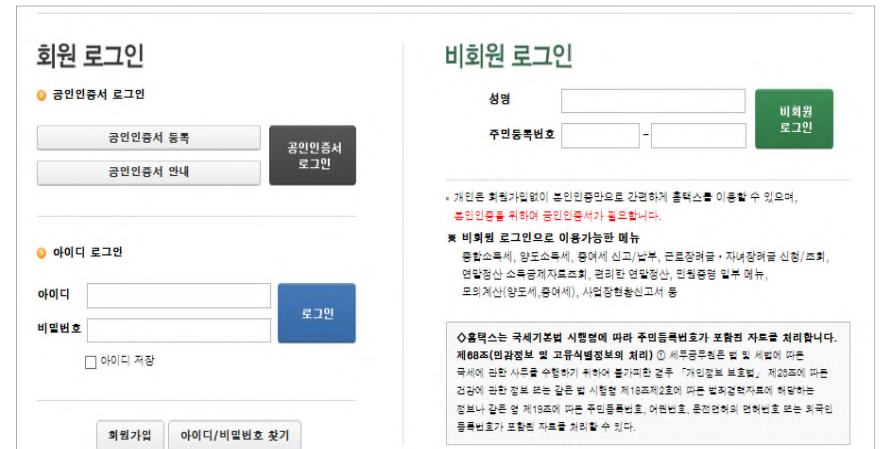 회원 로그인
공인인증서 로그인
공인인증서 등록
공인인증서 안내
공인인증서
로그인
아이디 로그인
아이디
비밀번호
로그인
아이디 저장
회원가입
아이디/비밀번호 찾기
비회원 로그인
성명
주민등록번호
-
비회원
로그인
개인은 회원가입없이 본인인증만으로 간편하게 홈택스를 이용할 수 있으며,
본인인증을 위하여 공인인증서가 필요합니다.
※ 비회원 로그인으로 이용가능한 메뉴
종합소득세, 양도소득세, 증여세 신고/납부, 근로장려금・자녀장려금 신청/조회,
연말정산 소득공제자료조회, 편리한 연말정산, 민원증명 일부 메뉴,
모의계산(양도세,증여세), 사업장현황신고서 등
◇홈택스는 국세기본법 시행령에 따라 주민등록번호가 포함된 자료를 처리합니다.
제68조(민감정보 및 고유식별정보의 처리) ① 세무공무원은 법 및 세법에 따른
국세에 관한 사무를 수행하기 위하여 불가피한 경우 「개인정보 보호법」 제23조에 따른
건강에 관한 정보 또는 같은 법 시행령 제18조제2호에 따른 범죄경력자료에 해당하는
정보나 같은 영 제19조에 따른 주민등록번호, 여권번호, 운전면허의 면허번호 또는 외국인
등록번호가 포함된 자료를 처리할 수 있다.